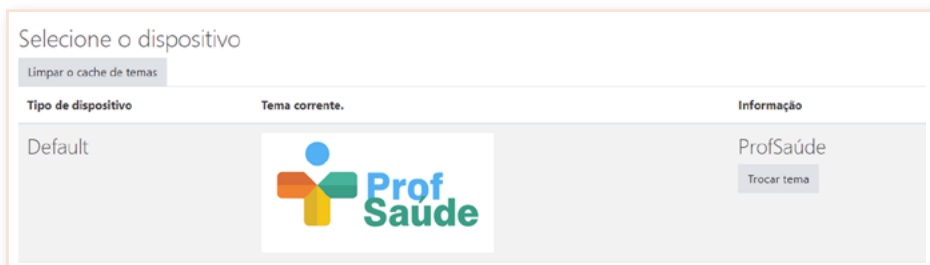 Selecione o dispositivo
Limpar o cache de temas
Tipo de dispositivo Tema corrente. Informação
Default
Prof
Saúde
ProfSaúde
Trocar tema